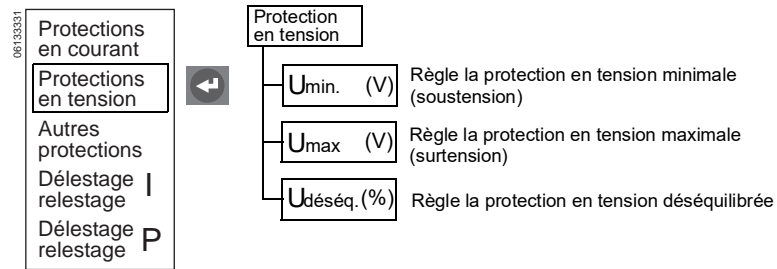 06133331
Protections
en courant
Protections
en tension
Autres
protections
Délestage
relestage I
Délestage
relestage P
Protection
en tension
Umin. (V)
Règle la protection en tension minimale
(soustension)
Umax (V)
Règle la protection en tension maximale
(surtension)
Udéséq.(%)
Règle la protection en tension déséquilibrée